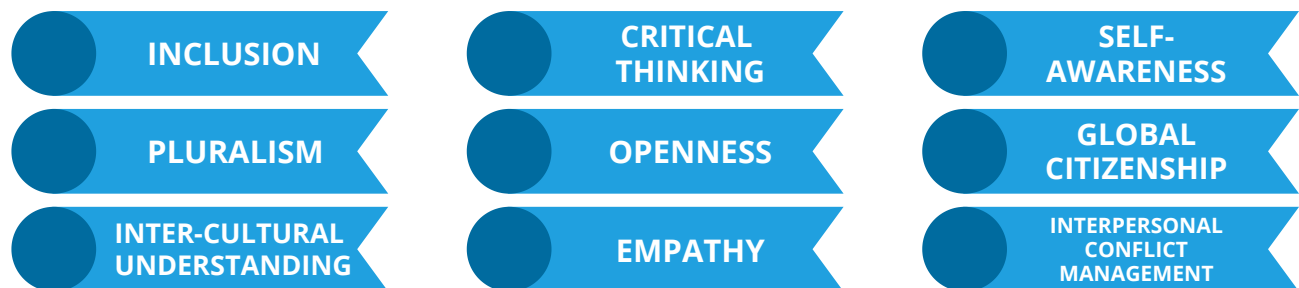 INCLUSION
CRITICAL
THINKING
SELF-
AWARENESS
PLURALISM
OPENNESS
GLOBAL
CITIZENSHIP
INTER-CULTURAL
UNDERSTANDING
EMPATHY
INTERPERSONAL
CONFLICT
MANAGEMENT